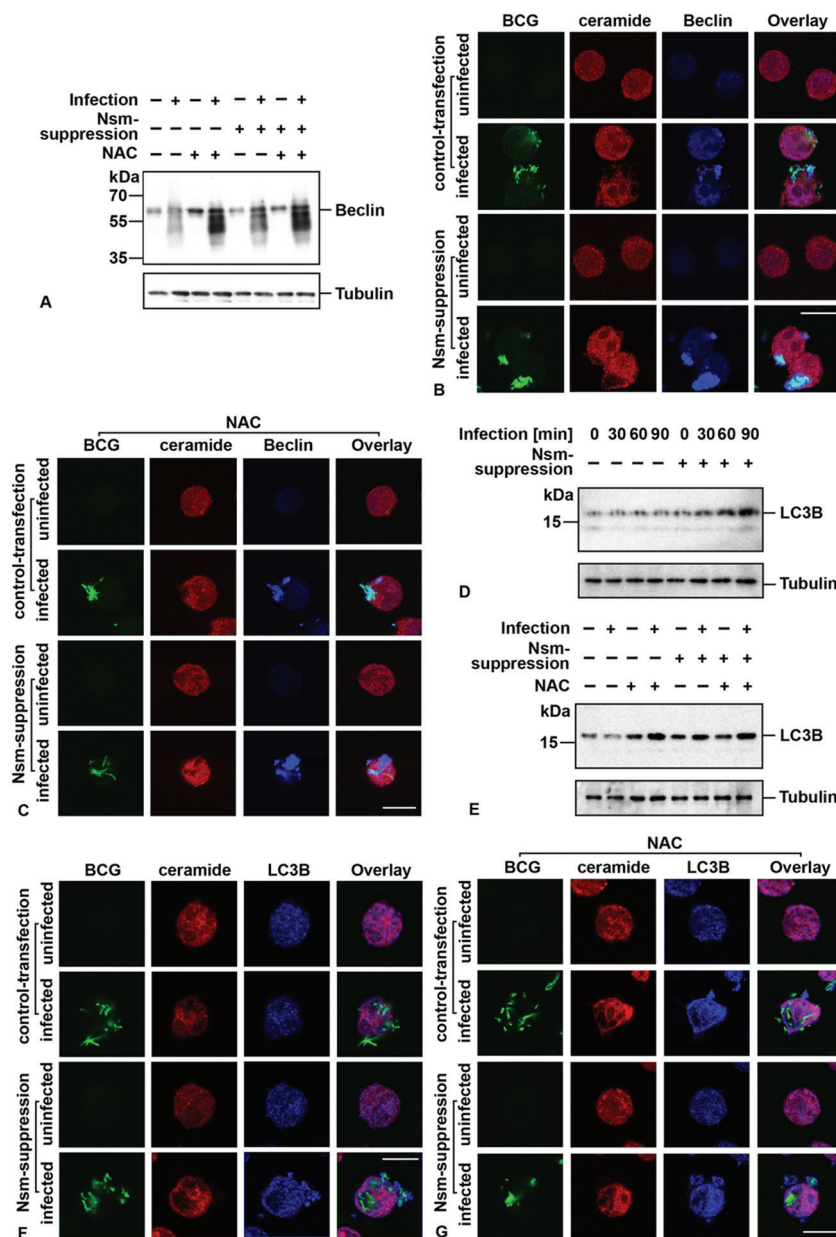 Infection − + − + − + − +
Nsm-
suppression − − − − + + + +
NAC − − + + − − + +
kDa
70
55
35
Beclin
Tubulin
A
BCG ceramide Beclin Overlay
control-transfection
uninfected
infected
Nsm-suppression
uninfected
infected
B
NAC
BCG ceramide Beclin Overlay
control-transfection
uninfected
infected
Nsm-suppression
uninfected
infected
C
Infection [min] 0 30 60 90 0 30 60 90
Nsm-
suppression − − − − + + + +
kDa
15
LC3B
Tubulin
D
Infection − + − + − + − +
Nsm-
suppression − − − − + + + +
NAC − − + + − − + +
kDa
15
LC3B
Tubulin
E
BCG ceramide LC3B Overlay
control-transfection
uninfected
infected
Nsm-suppression
uninfected
infected
F
NAC
BCG ceramide LC3B Overlay
control-transfection
uninfected
infected
Nsm-suppression
uninfected
infected
G